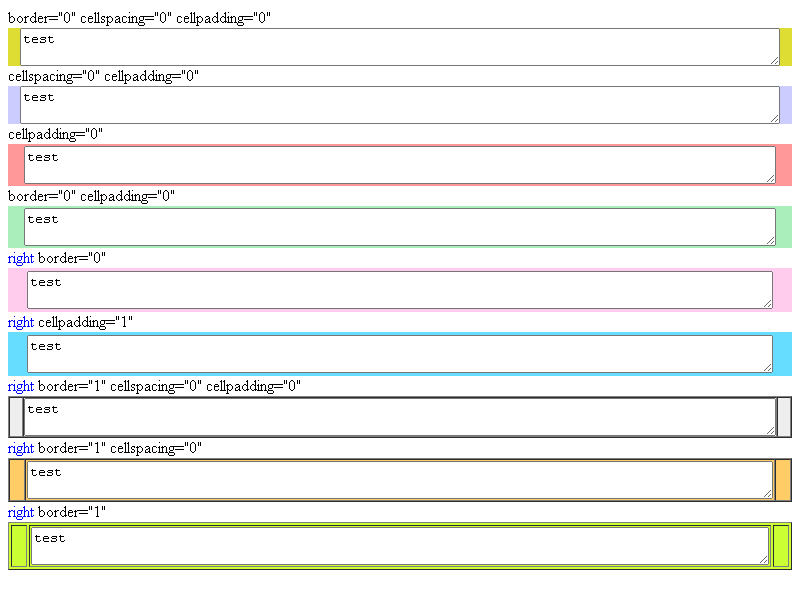 border="0" cellspacing="0" cellpadding="0"
test
cellspacing="0" cellpadding="0"
test
cellpadding="0"
test
border="0" cellpadding="0"
test
right border="0"
test
right cellpadding="1"
test
right border="1" cellspacing="0" cellpadding="0"
test
right border="1" cellspacing="0"
test
right border="1"
test